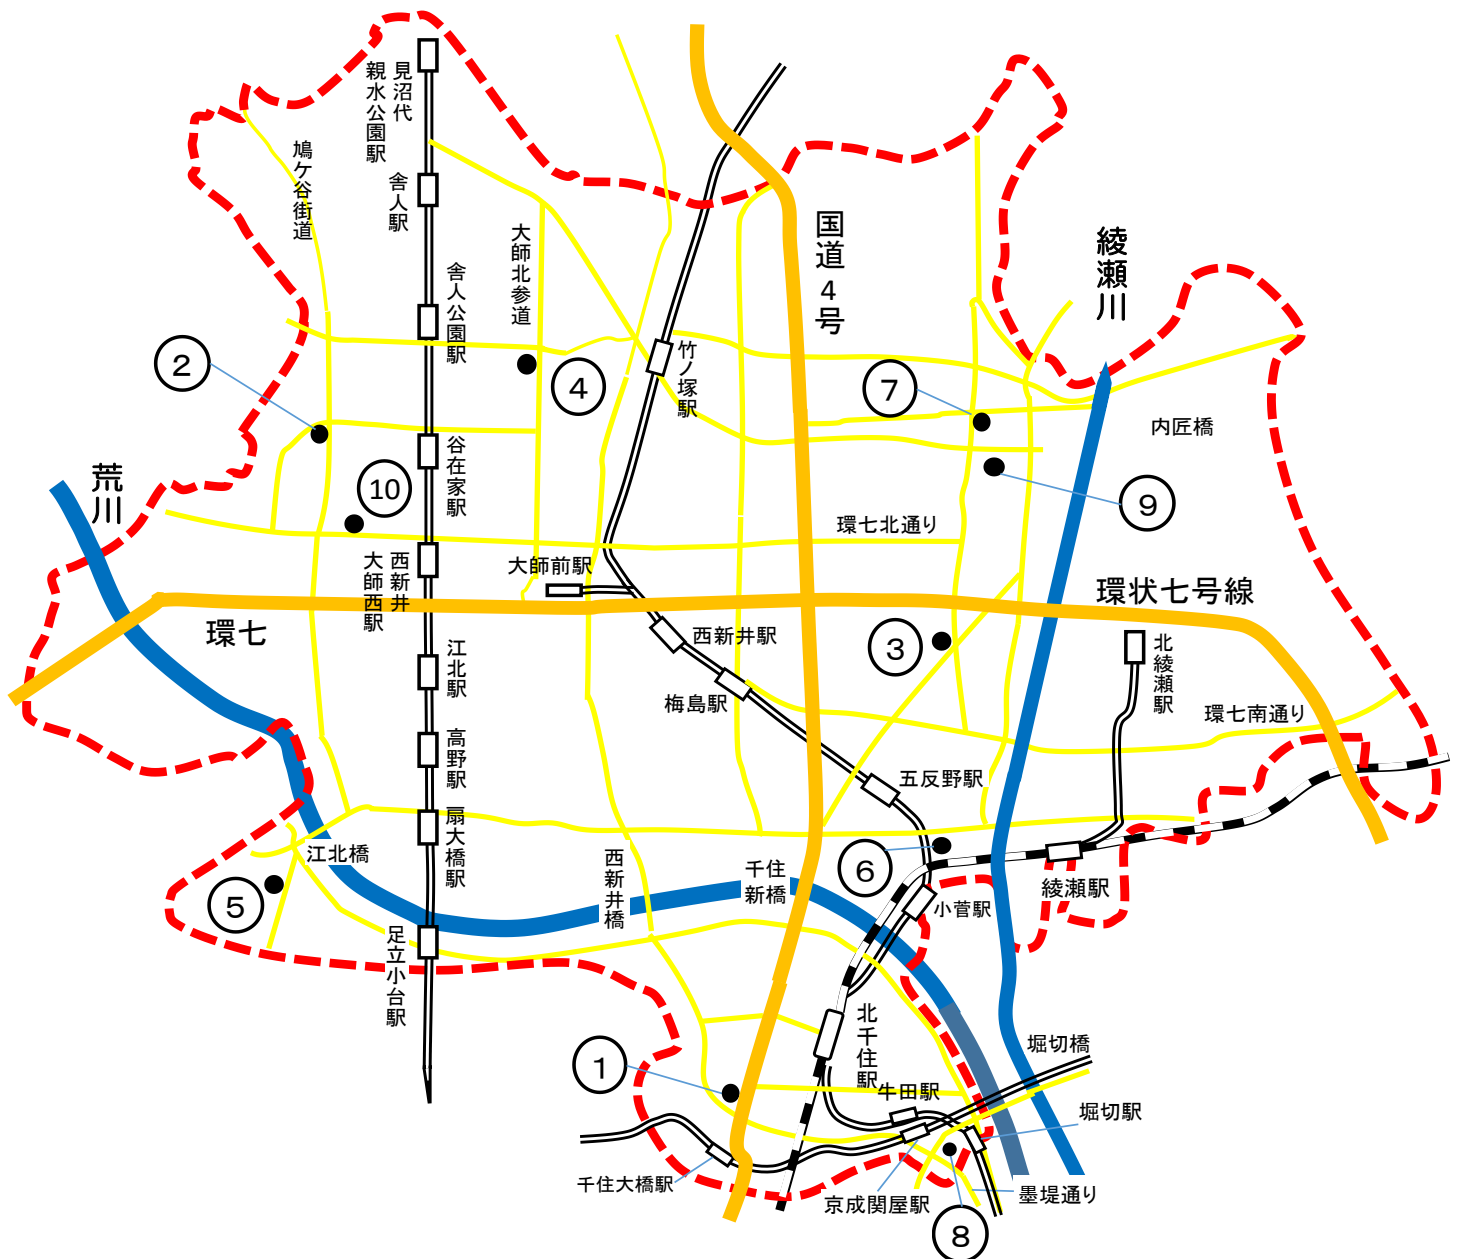 見沼代
親水公園駅
鳩ケ谷街道
舎人駅
大師北参道
国道4号
綾瀬川
舎人公園駅
②
竹ノ塚駅
④
⑦
内匠橋
谷在家駅
荒川
⑩
⑨
環七北通り
大師前駅
西新井
大師西駅
環状七号線
環七
西新井駅
③
北綾瀬駅
江北駅
梅島駅
環七南通り
高野駅
五反野駅
扇大橋駅
江北橋
西新井橋
千住
新橋
⑥
綾瀬駅
⑤
小菅駅
足立小台駅
北千住駅
堀切橋
①
牛田駅
堀切駅
千住大橋駅
京成関屋駅
墨堤通り
⑧